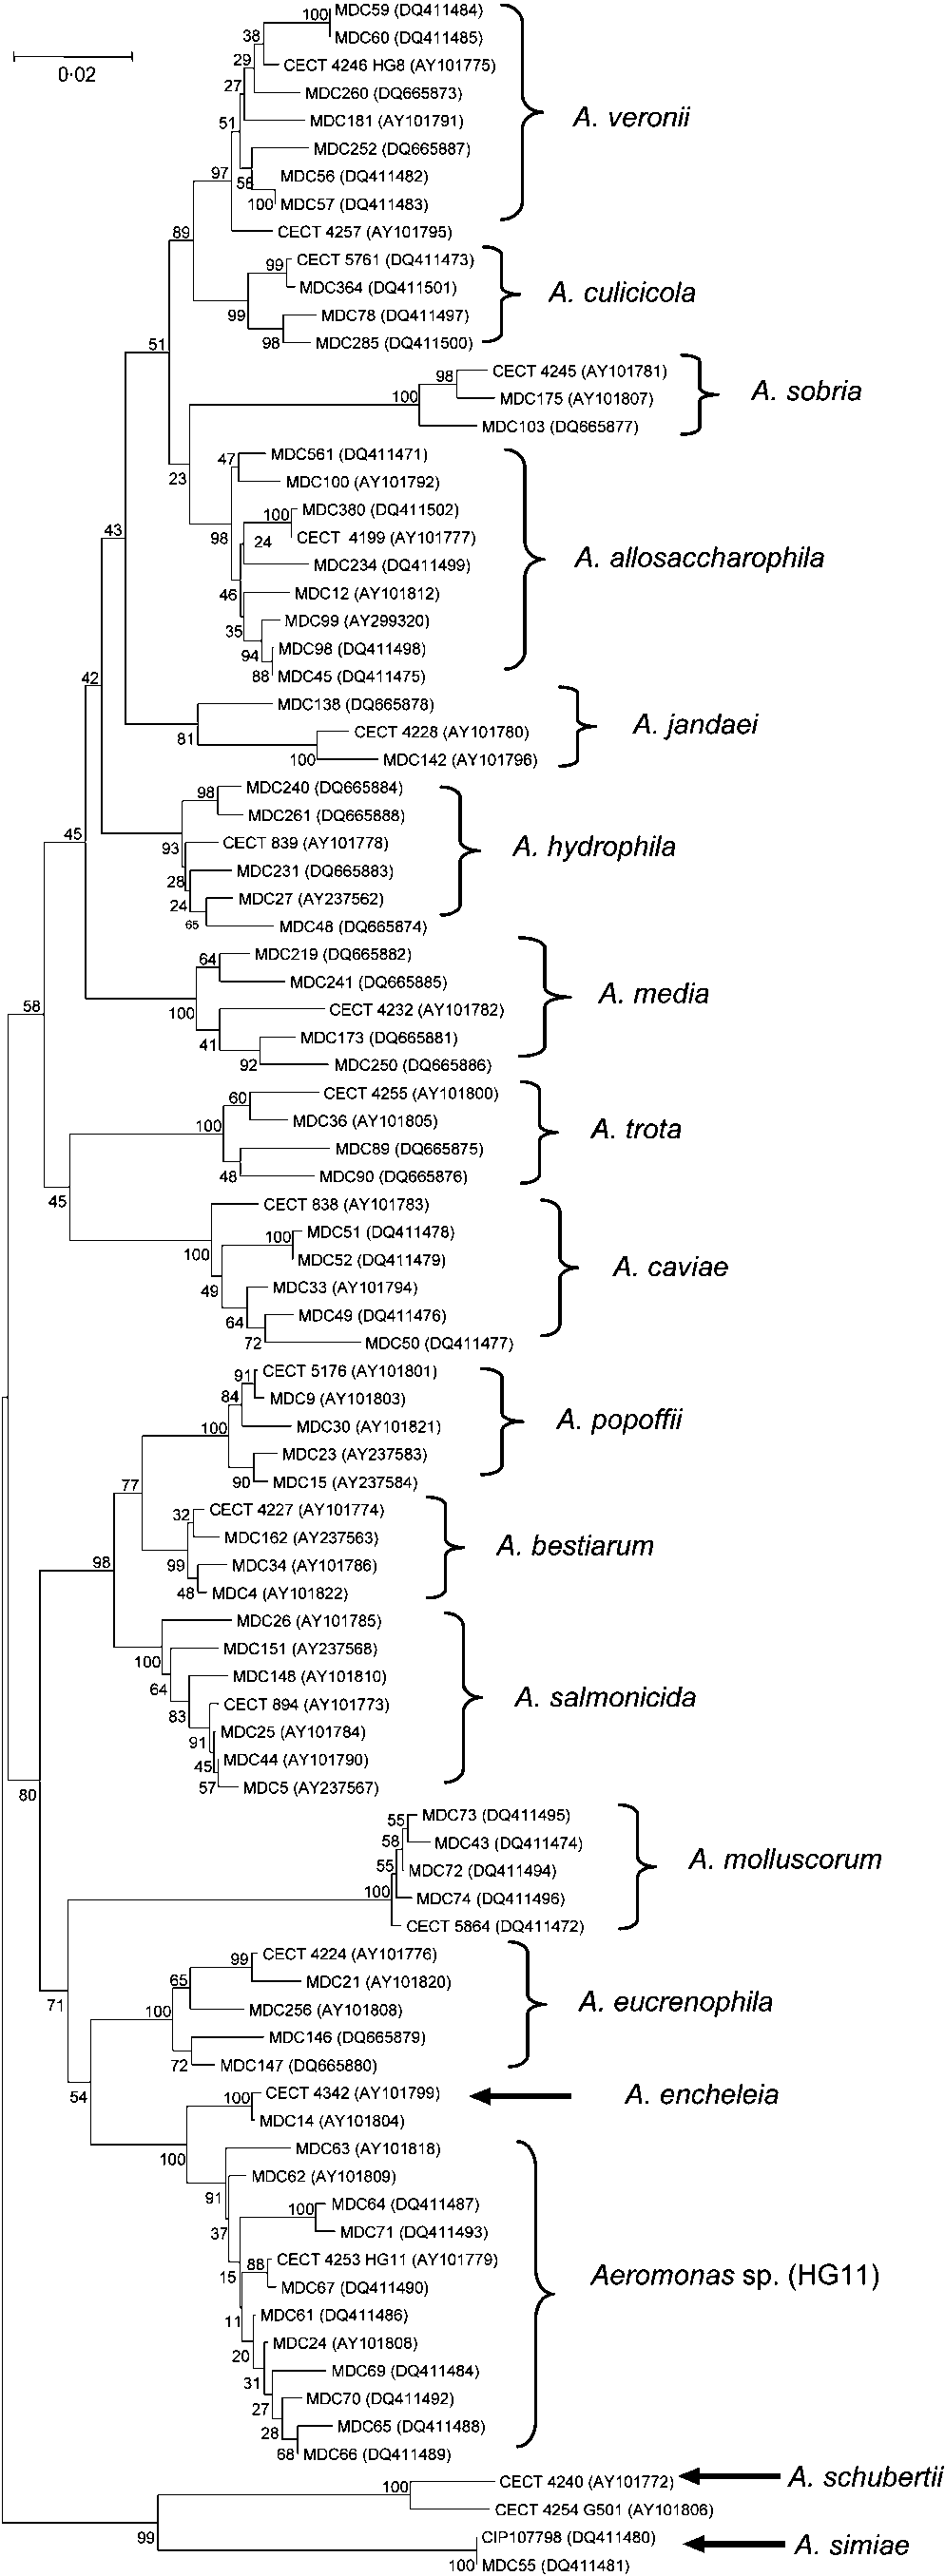 MDC59 (DQ411484)
100
MDC60 (DQ411485)
38
CECT 4246 HG8 (AY101775)
29
0·02
27
MDC260 (DQ665873)
51
MDC181 (AY101791)
A. veronii
MDC252 (DQ665887)
97
56
MDC56 (DQ411482)
100
MDC57 (DQ411483)
89
CECT 4257 (AY101795)
99
CECT 5761 (DQ411473)
MDC364 (DQ411501)
A. culicicola
99
MDC78 (DQ411497)
98
MDC285 (DQ411500)
51
98
CECT 4245 (AY101781)
100
MDC175 (AY101807)
A. sobria
MDC103 (DQ665877)
23
47
MDC561 (DQ411471)
MDC100 (AY101792)
100
MDC380 (DQ411502)
43
98
24
CECT 4199 (AY101777)
A. allosaccharophila
MDC234 (DQ411499)
46
MDC12 (AY101812)
35
MDC99 (AY299320)
94
MDC98 (DQ411498)
88
MDC45 (DQ411475)
42
MDC138 (DQ665878)
81
CECT 4228 (AY101780)
A. jandaei
100
MDC142 (AY101796)
98
MDC240 (DQ665884)
MDC261 (DQ665888)
45
93
CECT 839 (AY101778)
A. hydrophila
28
MDC231 (DQ665883)
24
MDC27 (AY237562)
65
MDC48 (DQ665874)
64
MDC219 (DQ665882)
MDC241 (DQ665885)
A. media
58
100
CECT 4232 (AY101782)
41
MDC173 (DQ665881)
92
MDC250 (DQ665886)
60
CECT 4255 (AY101800)
100
MDC36 (AY101805)
A. trota
MDC89 (DQ665875)
48
MDC90 (DQ665876)
45
CECT 838 (AY101783)
100
100
MDC51 (DQ411478)
MDC52 (DQ411479)
A. caviae
49
MDC33 (AY101794)
64
MDC49 (DQ411476)
72
MDC50 (DQ411477)
91
CECT 5176 (AY101801)
84
MDC9 (AY101803)
100
MDC30 (AY101821)
A. popoffii
MDC23 (AY237583)
90
MDC15 (AY237584)
77
32
CECT 4227 (AY101774)
MDC162 (AY237563)
A. bestiarum
98
99
MDC34 (AY101786)
48
MDC4 (AY101822)
MDC26 (AY101785)
100
MDC151 (AY237568)
64
MDC148 (AY101810)
83
CECT 894 (AY101773)
A. salmonicida
91
MDC25 (AY101784)
45
MDC44 (AY101790)
57
MDC5 (AY237567)
80
55
MDC73 (DQ411495)
58
MDC43 (DQ411474)
55
MDC72 (DQ411494)
A. molluscorum
100
MDC74 (DQ411496)
CECT 5864 (DQ411472)
99
CECT 4224 (AY101776)
65
MDC21 (AY101820)
71
100
MDC256 (AY101808)
A. eucrenophila
MDC146 (DQ665879)
72
MDC147 (DQ665880)
54
100
CECT 4342 (AY101799)
A. encheleia
MDC14 (AY101804)
100
MDC63 (AY101818)
91
MDC62 (AY101809)
37
100
MDC64 (DQ411487)
MDC71 (DQ411493)
15
88
CECT 4253 HG11 (AY101779)
MDC67 (DQ411490)
Aeromonas sp. (HG11)
11
MDC61 (DQ411486)
20
MDC24 (AY101808)
31
MDC69 (DQ411484)
27
MDC70 (DQ411492)
28
MDC65 (DQ411488)
68
MDC66 (DQ411489)
100
CECT 4240 (AY101772)
A. schubertii
CECT 4254 G501 (AY101806)
99
CIP107798 (DQ411480)
A. simiae
100
MDC55 (DQ411481)